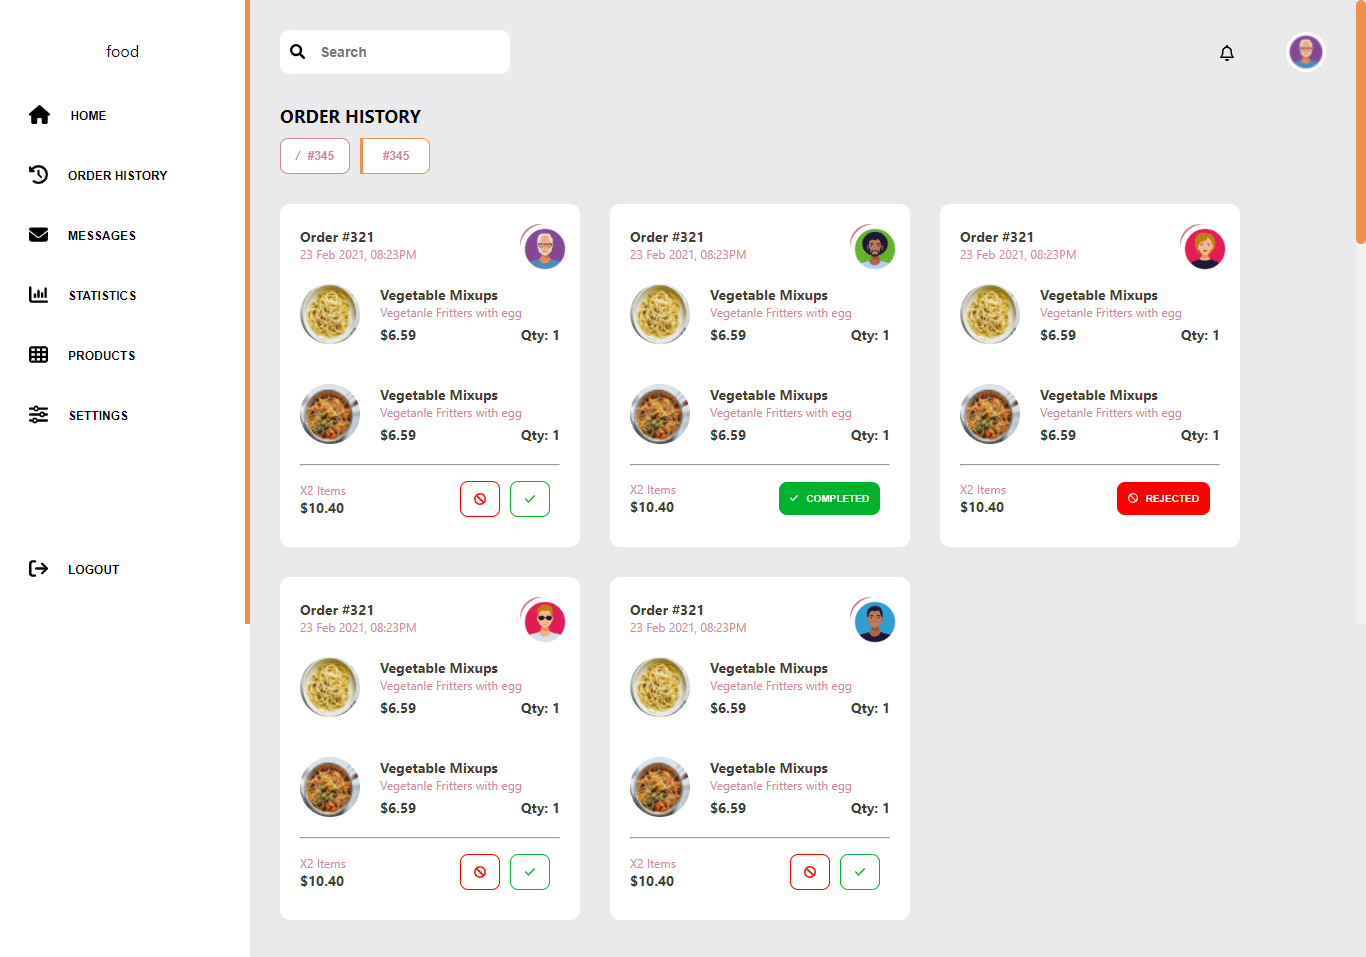 food
HOME
ORDER HISTORY
MESSAGES
STATISTICS
PRODUCTS
SETTINGS
LOGOUT
Search
ORDER HISTORY
/ #345
#345
Order #321
23 Feb 2021, 08:23PM
Vegetable Mixups
Vegetanle Fritters with egg
$6.59 Qty: 1
Vegetable Mixups
Vegetanle Fritters with egg
$6.59 Qty: 1
X2 Items
$10.40
Order #321
23 Feb 2021, 08:23PM
Vegetable Mixups
Vegetanle Fritters with egg
$6.59 Qty: 1
Vegetable Mixups
Vegetanle Fritters with egg
$6.59 Qty: 1
X2 Items
$10.40
COMPLETED
Order #321
23 Feb 2021, 08:23PM
Vegetable Mixups
Vegetanle Fritters with egg
$6.59 Qty: 1
Vegetable Mixups
Vegetanle Fritters with egg
$6.59 Qty: 1
X2 Items
$10.40
REJECTED
Order #321
23 Feb 2021, 08:23PM
Vegetable Mixups
Vegetanle Fritters with egg
$6.59 Qty: 1
Vegetable Mixups
Vegetanle Fritters with egg
$6.59 Qty: 1
X2 Items
$10.40
Order #321
23 Feb 2021, 08:23PM
Vegetable Mixups
Vegetanle Fritters with egg
$6.59 Qty: 1
Vegetable Mixups
Vegetanle Fritters with egg
$6.59 Qty: 1
X2 Items
$10.40